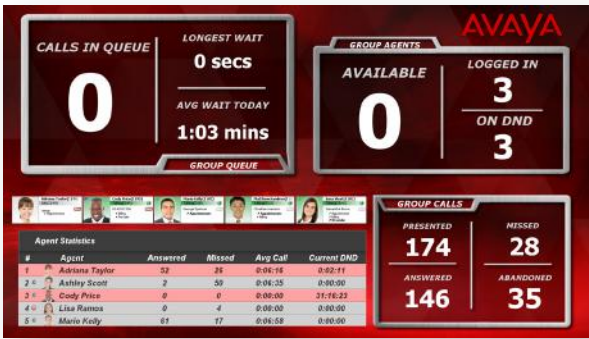 AVAYA
CALLS IN QUEUE
0
LONGEST WAIT
0 secs
AVG WAIT TODAY
1:03 mins
GROUP QUEUE
GROUP AGENTS
AVAILABLE
0
LOGGED IN
3
ON DND
3
Agent Statistics
# Agent Answered Missed Avg Call Current DND
1 Adriana Taylor 52 26 0:06:16 0:02:11
2 Ashley Scott 2 50 0:06:35 0:00:00
3 Cody Price 0 0 0:00:00 31:16:23
4 Lisa Ramos 0 4 0:00:00 0:00:00
5 Mario Kelly 61 17 0:06:58 0:00:00
GROUP CALLS
PRESENTED
174
MISSED
28
ANSWERED
146
ABANDONED
35